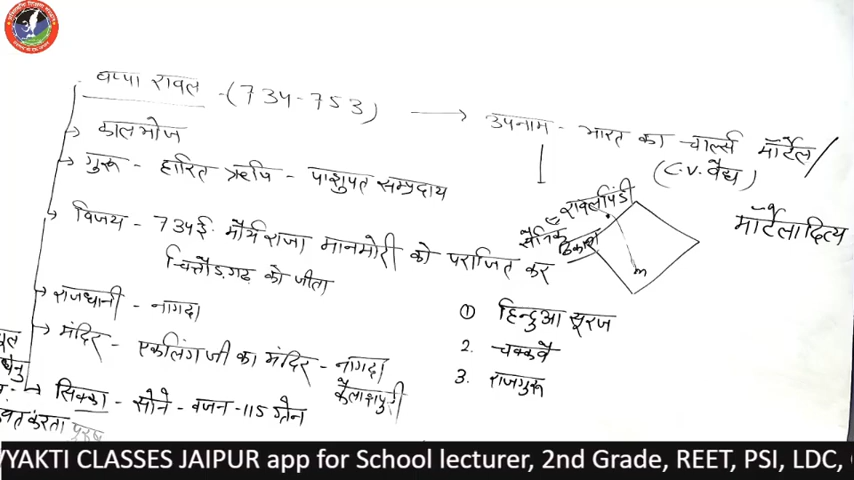 बप्पा रावल - (734-753) → उपनाम - भारत का चार्ल्स मॉर्टेल/
(C.V. वैद्य)
मॉर्टेलादित्य
→ कालभोज
→ गुरू - हारित ऋषि - पाशुपत सम्प्रदाय
रावलपिंडी
सैनिक
ठिकाना
m
→ विजय - 734ई. मौर्य राजा मानमोरी को पराजित कर
चित्तौड़गढ़ को जीता
→ राजधानी - नागदा
→ मंदिर - एकलिंग जी का मंदिर - नागदा
कैलाशपुरी
→ सिक्का - सोने - वजन - 115 ग्रेन
① हिन्दुआ सूरज
2. चक्कवै
3. राजगुरू
पुरुष
VYAKTI CLASSES JAIPUR app for School lecturer, 2nd Grade, REET, PSI, LDC,